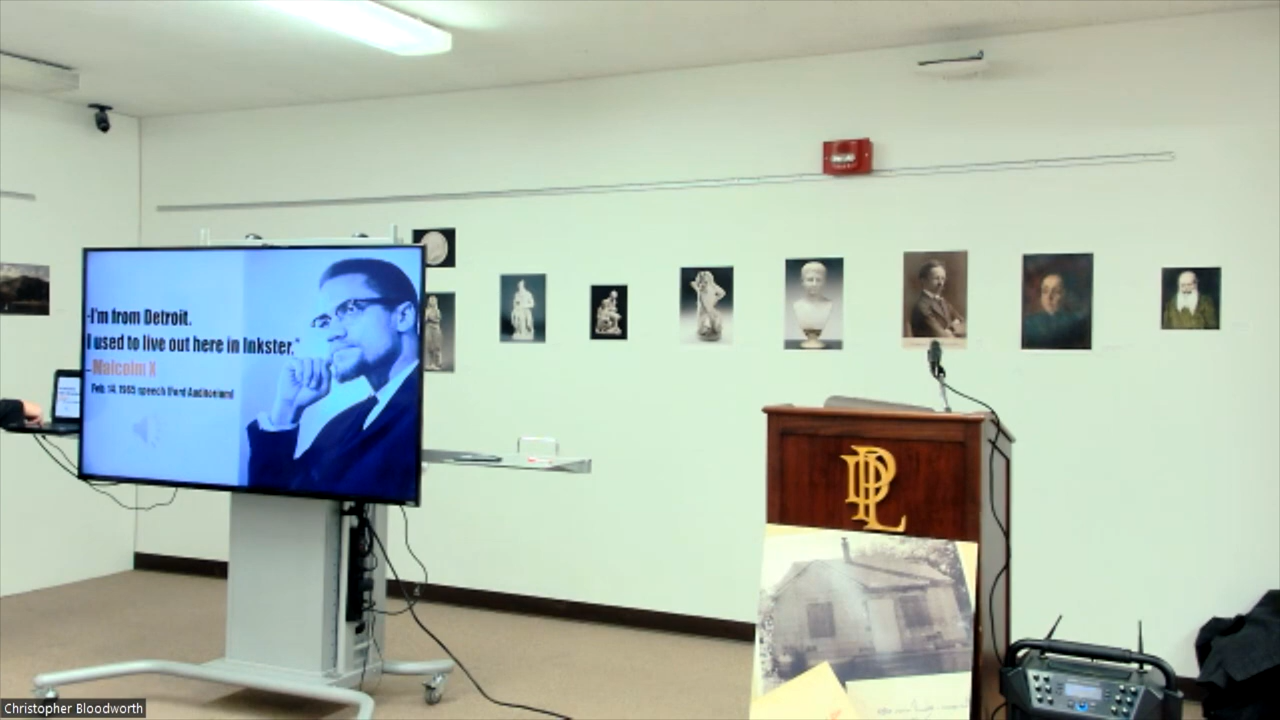 -I'm from Detroit.
I used to live out here in Inkster."
-Malcolm X
Feb. 14, 1965 speech (Ford Auditorium)
DPL
Christopher Bloodworth